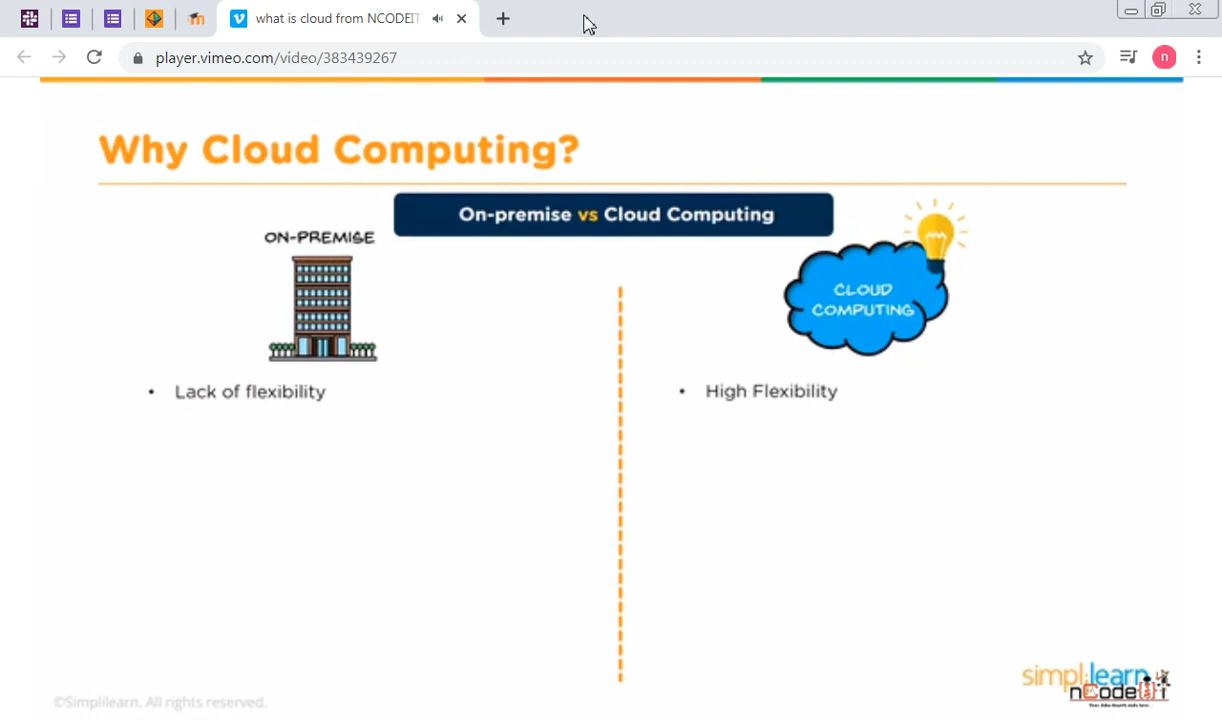 what is cloud from NCODEIT
player.vimeo.com/video/383439267
n
Why Cloud Computing?
On-premise vs Cloud Computing
ON-PREMISE
CLOUD
COMPUTING
• Lack of flexibility
• High Flexibility
©Simplilearn. All rights reserved.
simplilearn
nCode